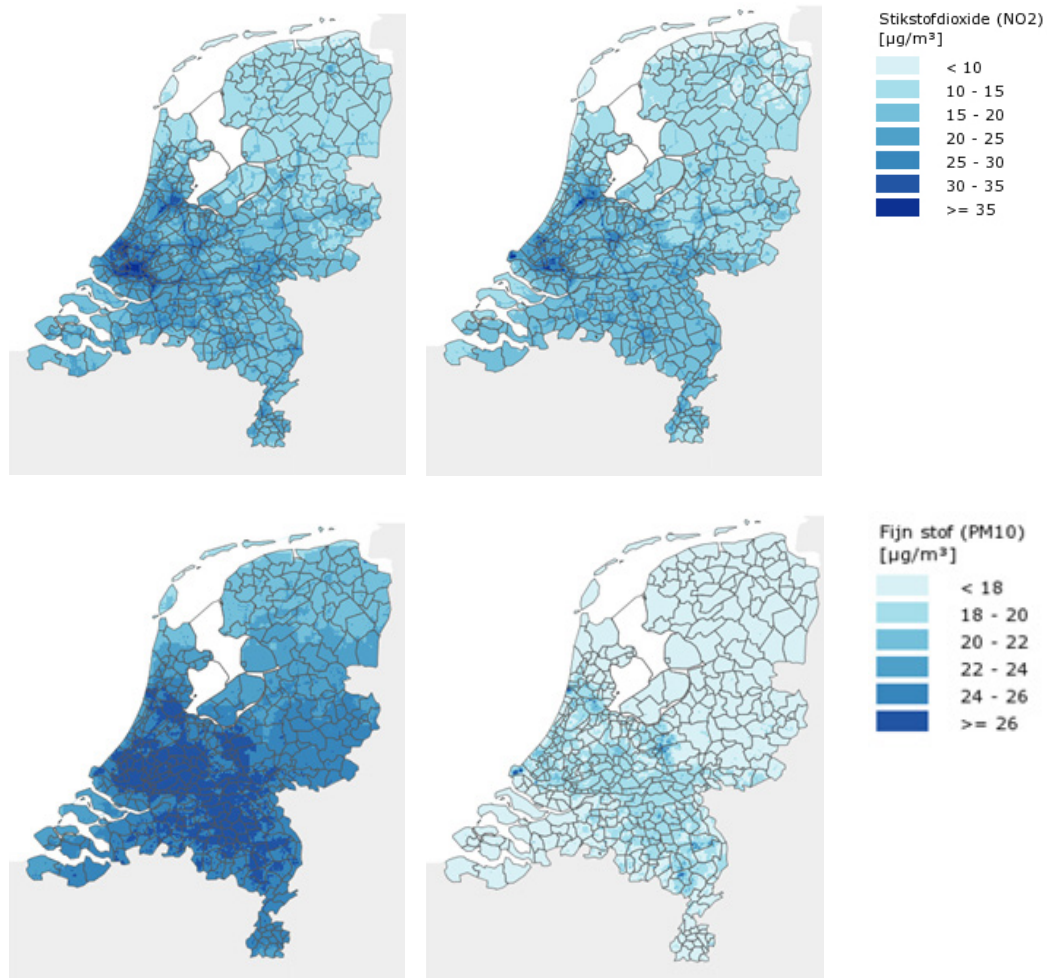 Stikstofdioxide (NO2)
[µg/m³]
< 10
10 - 15
15 - 20
20 - 25
25 - 30
30 - 35
>= 35
Fijn stof (PM10)
[µg/m³]
< 18
18 - 20
20 - 22
22 - 24
24 - 26
>= 26